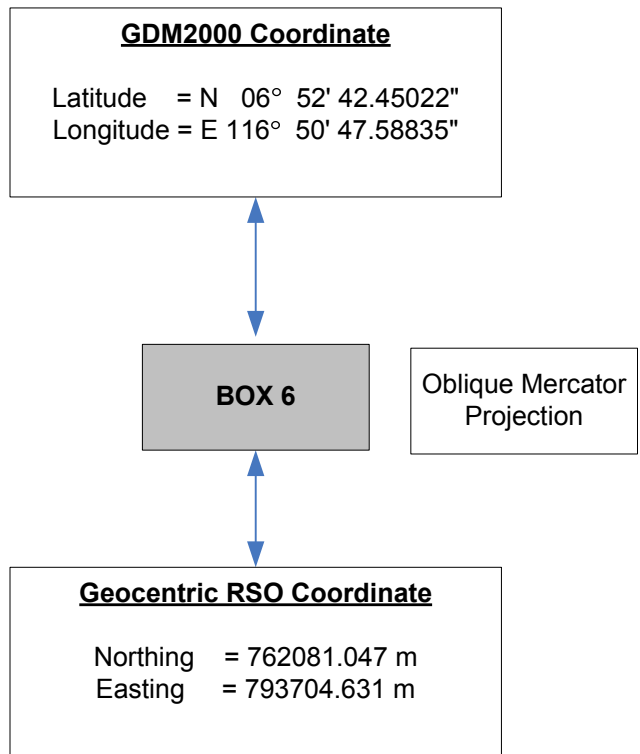 GDM2000 Coordinate
Latitude = N 06° 52' 42.45022"
Longitude = E 116° 50' 47.58835"
BOX 6
Oblique Mercator
Projection
Geocentric RSO Coordinate
Northing = 762081.047 m
Easting = 793704.631 m